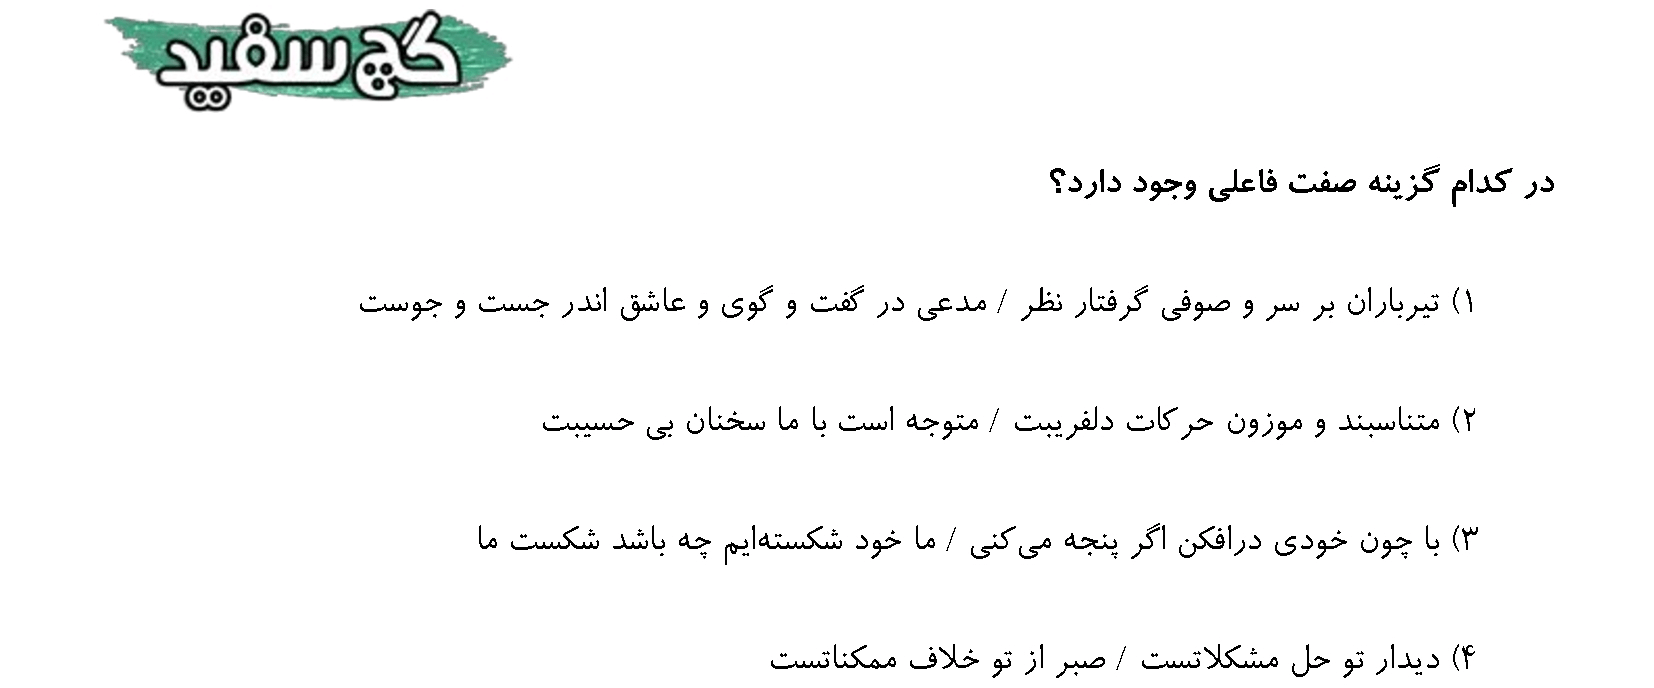 گچ سفید
در کدام گزینه صفت فاعلی وجود دارد؟
۱) تیرباران بر سر و صوفی گرفتار نظر / مدعی در گفت و گوی و عاشق اندر جست و جوست
۲) متناسبند و موزون حرکات دلفریبت / متوجه است با ما سخنان بی حسیبت
۳) با چون خودی درافکن اگر پنجه می‌کنی / ما خود شکسته‌ایم چه باشد شکست ما
۴) دیدار تو حل مشکلاتست / صبر از تو خلاف ممکناتست